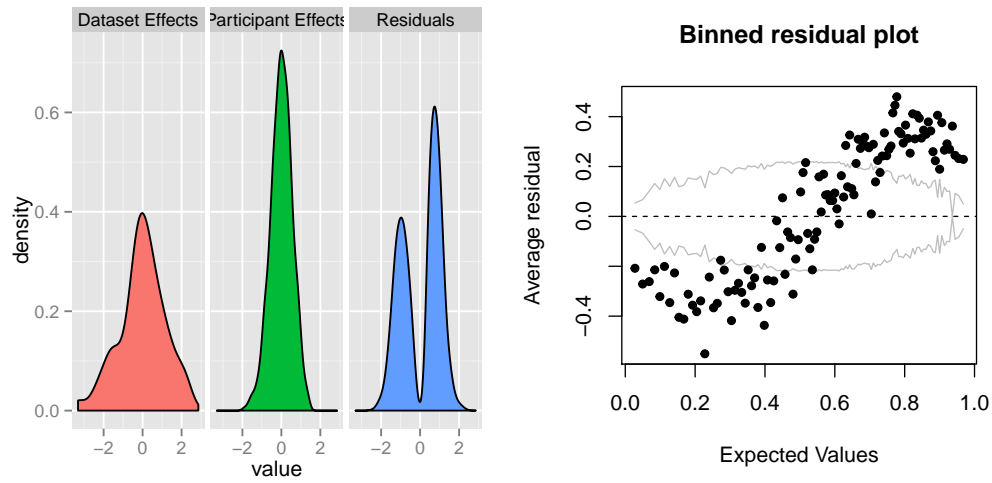 Dataset Effects
Participant Effects
Residuals
density
0.6
0.4
0.2
0.0
−2 0 2
−2 0 2
−2 0 2
value
Binned residual plot
Average residual
0.4
0.2
0.0
−0.4
0.0 0.2 0.4 0.6 0.8 1.0
Expected Values